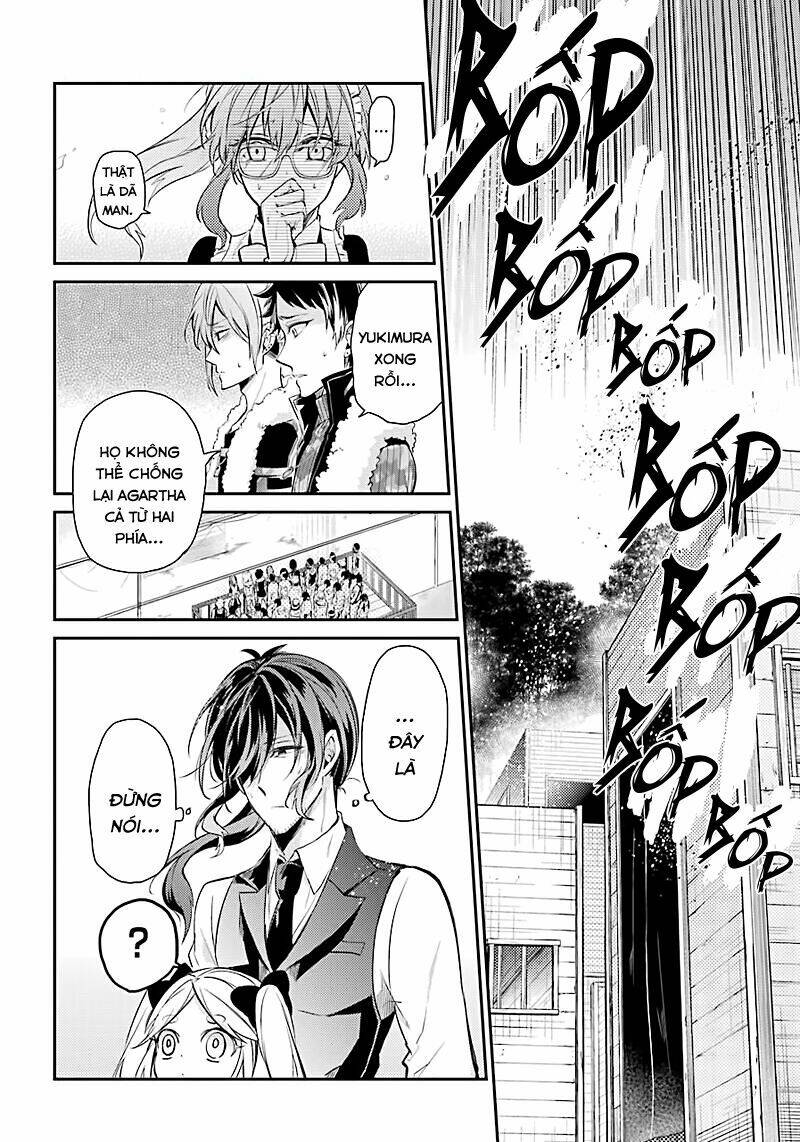 BỐP
BỐP
BỐP
BỐP
BỐP
BỐP
BỐP
...
THẬT
LÀ DÃ
MAN.
YUKIMURA
XONG
RỒI...
HỌ KHÔNG
THỂ CHỐNG
LẠI AGARTHA
CẢ TỪ HAI
PHÍA...
...
ĐÂY LÀ
ĐỪNG
NÓI...
?